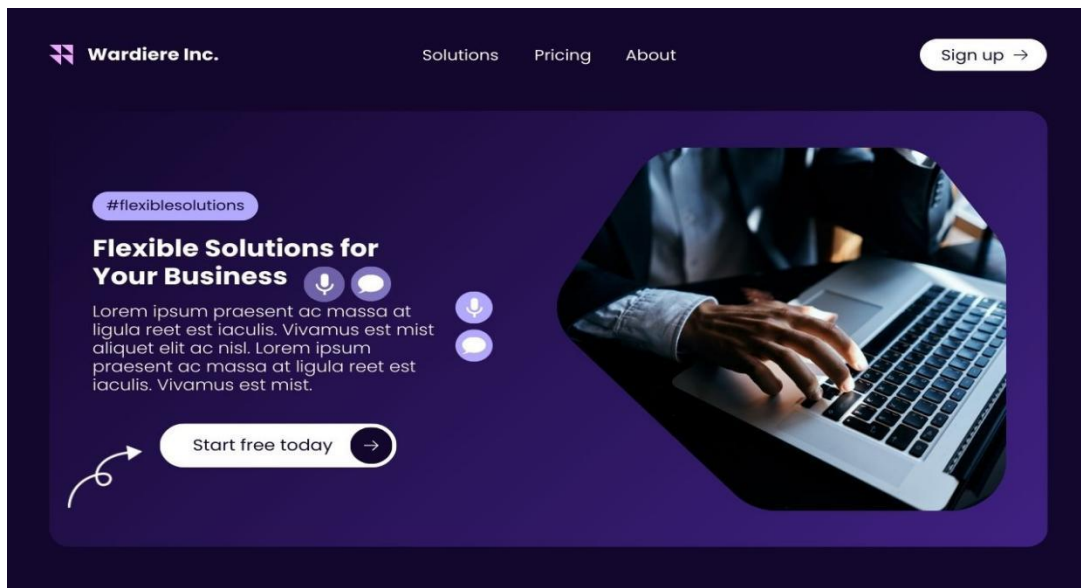 Wardiere Inc.
Solutions
Pricing
About
Sign up
#flexiblesolutions
Flexible Solutions for
Your Business
Lorem ipsum praesent ac massa at
ligula reet est iaculis. Vivamus est mist
aliquet elit ac nisl. Lorem ipsum
praesent ac massa at ligula reet est
iaculis. Vivamus est mist.
Start free today